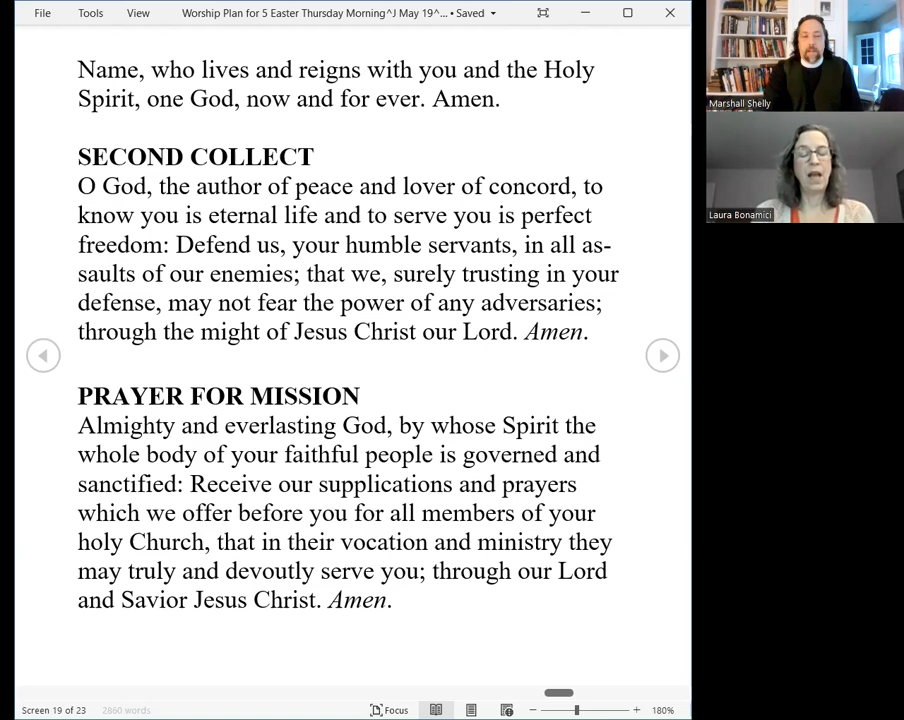 File Tools View Worship Plan for 5 Easter Thursday Morning^J May 19^... • Saved
Name, who lives and reigns with you and the Holy
Spirit, one God, now and for ever. Amen.
SECOND COLLECT
O God, the author of peace and lover of concord, to
know you is eternal life and to serve you is perfect
freedom: Defend us, your humble servants, in all as-
saults of our enemies; that we, surely trusting in your
defense, may not fear the power of any adversaries;
through the might of Jesus Christ our Lord. Amen.
PRAYER FOR MISSION
Almighty and everlasting God, by whose Spirit the
whole body of your faithful people is governed and
sanctified: Receive our supplications and prayers
which we offer before you for all members of your
holy Church, that in their vocation and ministry they
may truly and devoutly serve you; through our Lord
and Savior Jesus Christ. Amen.
Screen 19 of 23 2860 words Focus 180%
Marshall Shelly
Laura Bonamici